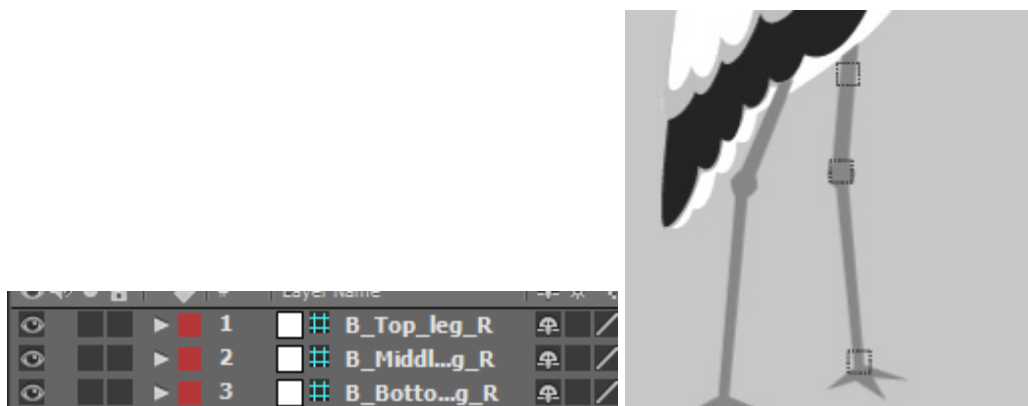 # Layer Name
1 B_Top_leg_R
2 B_Middl...g_R
3 B_Botto...g_R